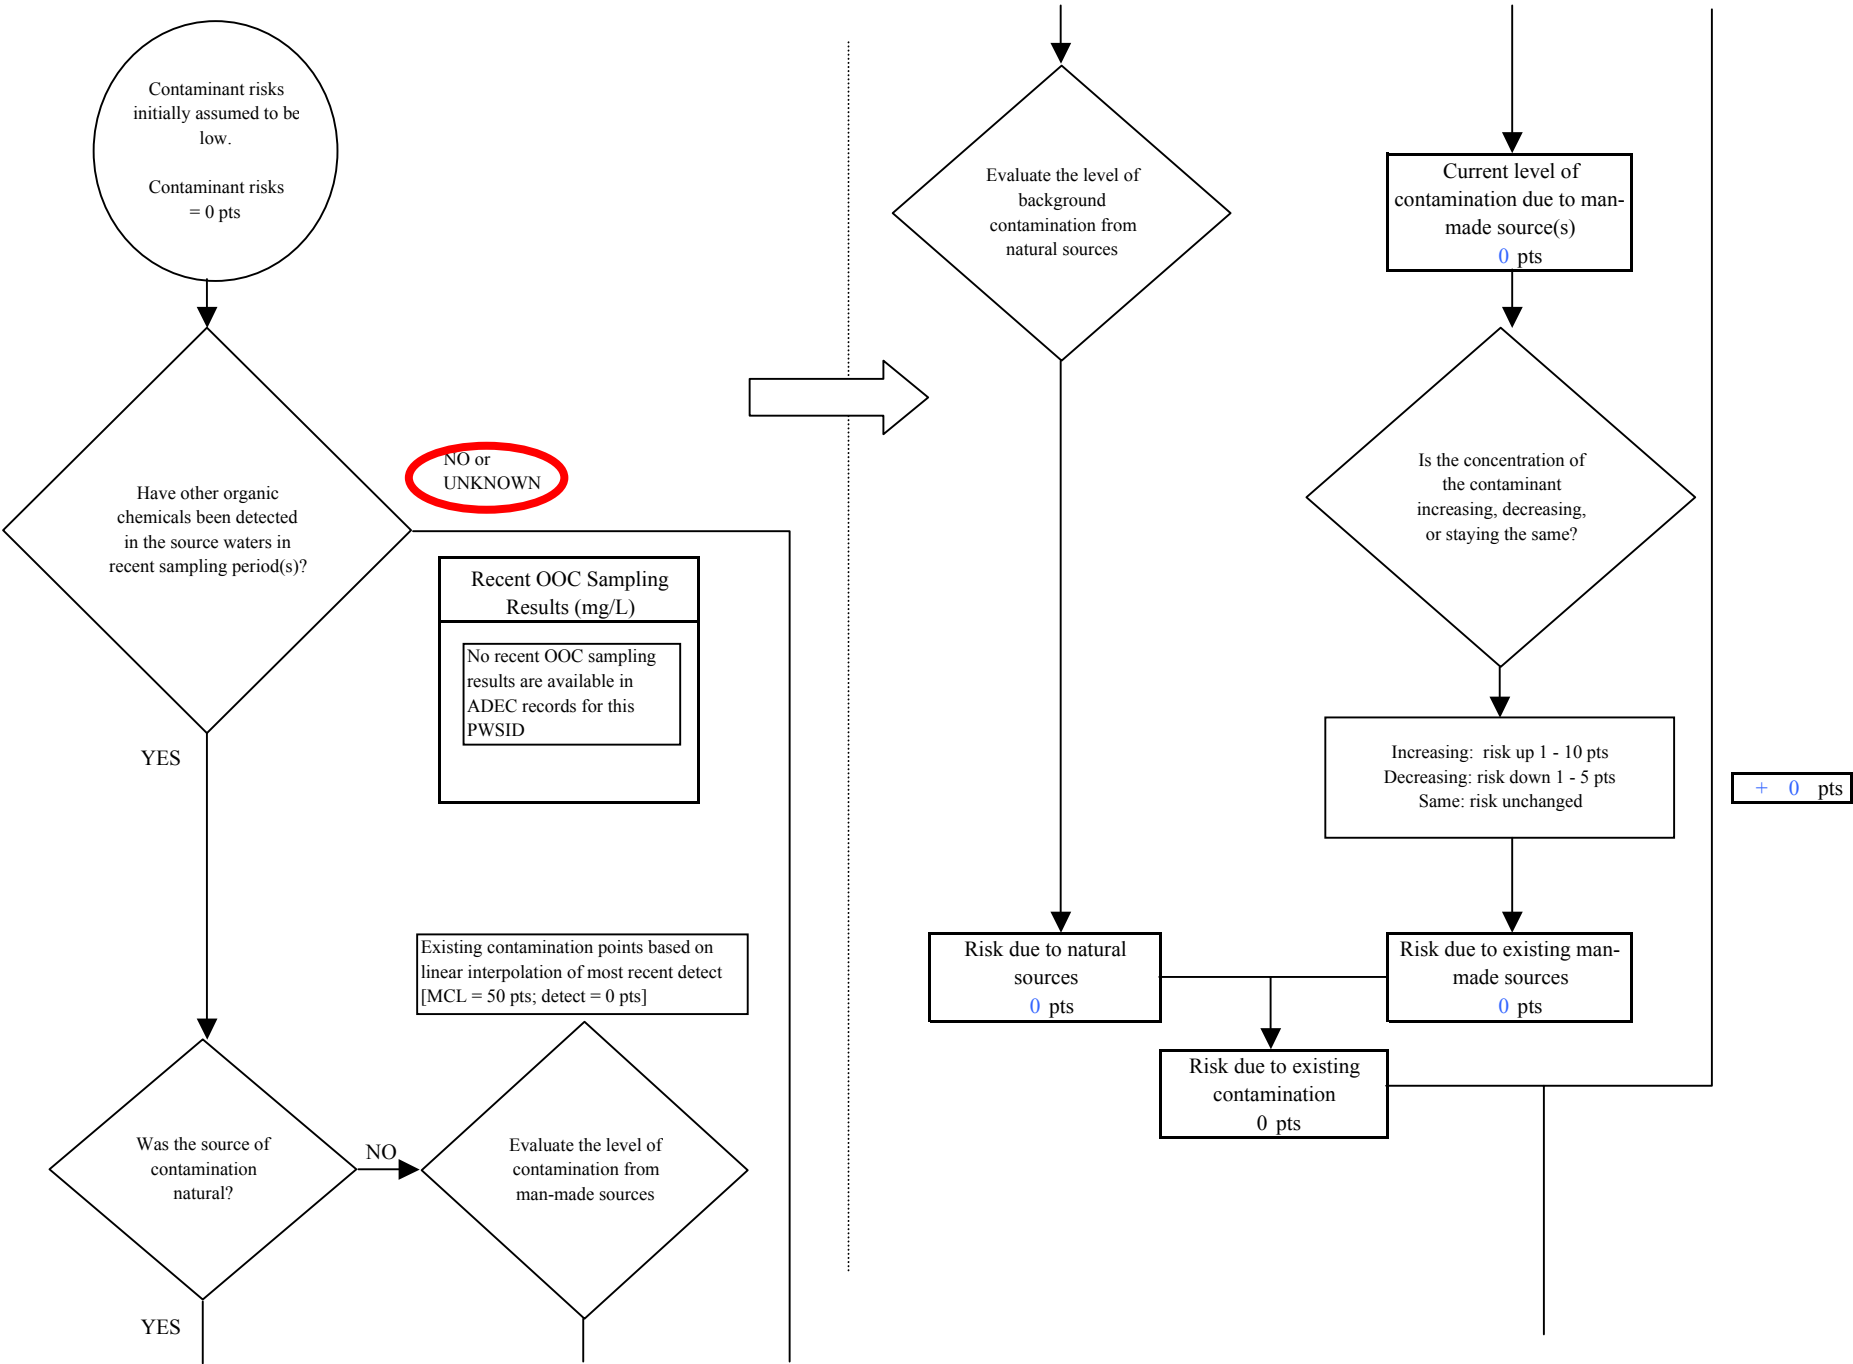 Contaminant risks
initially assumed to be
low.
Contaminant risks
= 0 pts
Have other organic
chemicals been detected
in the source waters in
recent sampling period(s)?
NO or
UNKNOWN
Recent OOC Sampling
Results (mg/L)
No recent OOC sampling
results are available in
ADEC records for this
PWSID
YES
Existing contamination points based on
linear interpolation of most recent detect
[MCL = 50 pts; detect = 0 pts]
Was the source of
contamination
natural?
NO
Evaluate the level of
contamination from
man-made sources
YES
Evaluate the level of
background
contamination from
natural sources
Current level of
contamination due to man-
made source(s)
0 pts
Is the concentration of
the contaminant
increasing, decreasing,
or staying the same?
Increasing: risk up 1 - 10 pts
Decreasing: risk down 1 - 5 pts
Same: risk unchanged
+ 0 pts
Risk due to natural
sources
0 pts
Risk due to existing man-
made sources
0 pts
Risk due to existing
contamination
0 pts